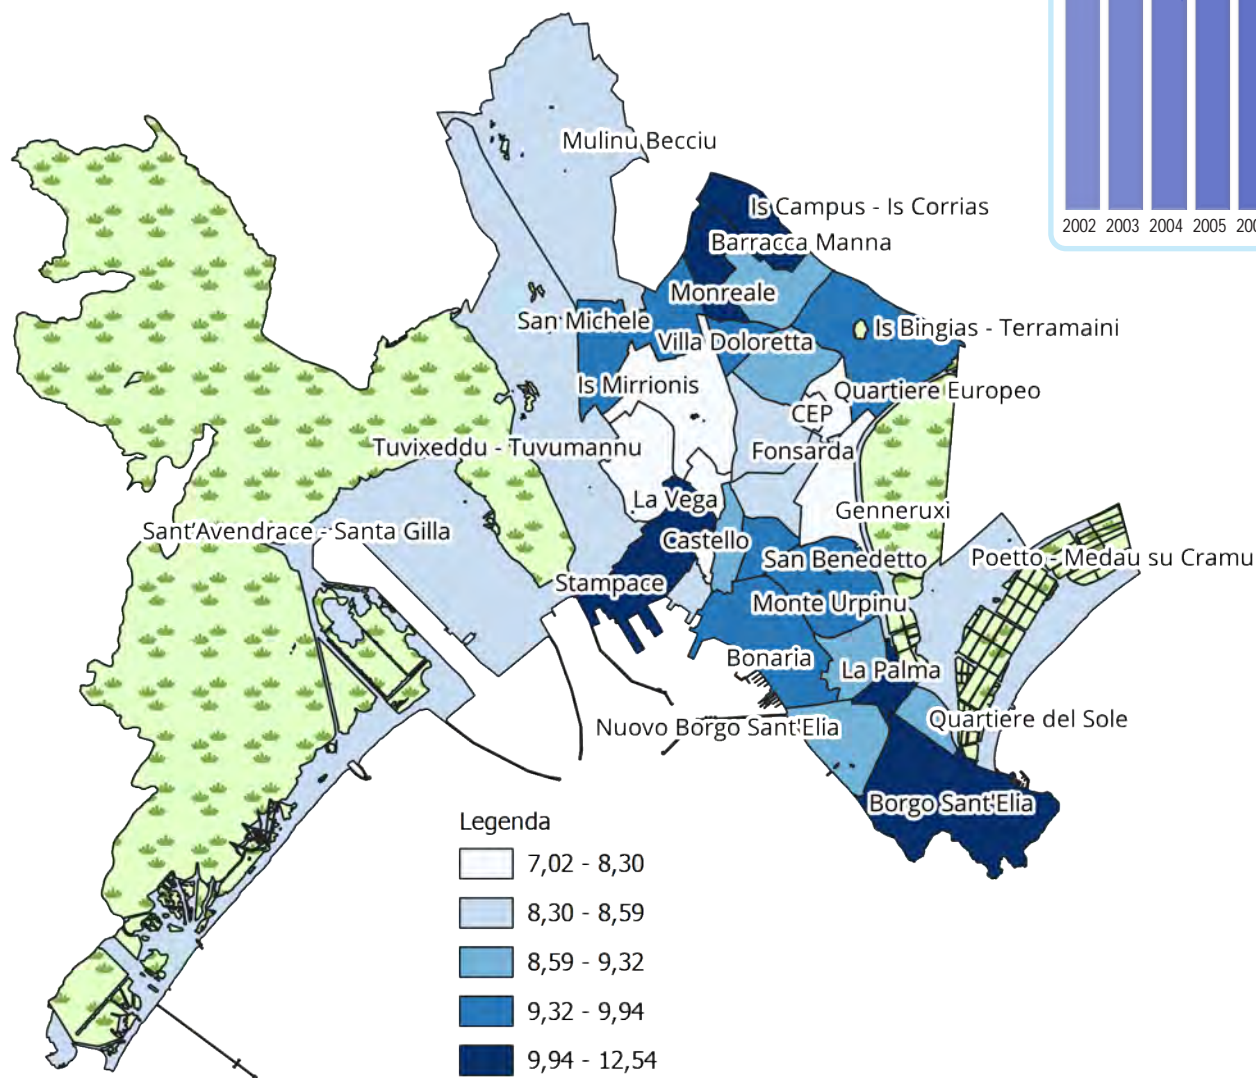 Mulinu Becciu
Is Campus - Is Corrias
2002 2003 2004 2005
Barracca Manna
Monreale
San Michele
Villa Doloretta
Is Bingias - Terramaini
Is Mirrionis
Quartiere Europeo
CEP
Tuvixeddu - Tuvumannu
Fonsarda
La Vega
Genneruxi
Sant'Avendrace - Santa Gilla
Castello
San Benedetto
Poetto - Medau su Cramu
Stampace
Monte Urpinu
Bonaria
La Palma
Nuovo Borgo Sant'Elia
Quartiere del Sole
Borgo Sant'Elia
Legenda
7,02 - 8,30
8,30 - 8,59
8,59 - 9,32
9,32 - 9,94
9,94 - 12,54